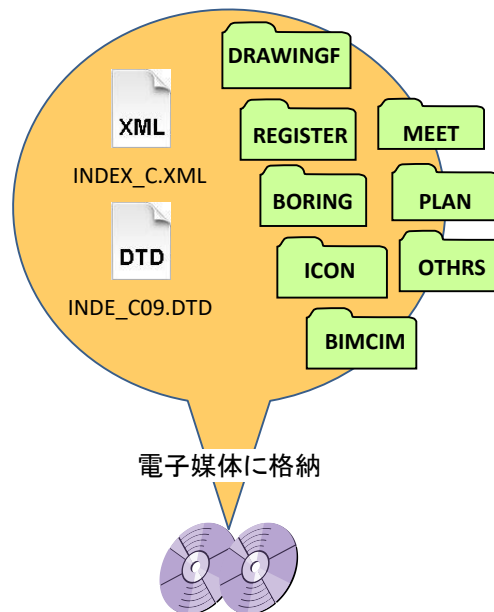 DRAWINGF
XML
REGISTER
MEET
INDEX_C.XML
BORING
PLAN
DTD
ICON
OTHRS
INDE_C09.DTD
BIMCIM
電子媒体に格納